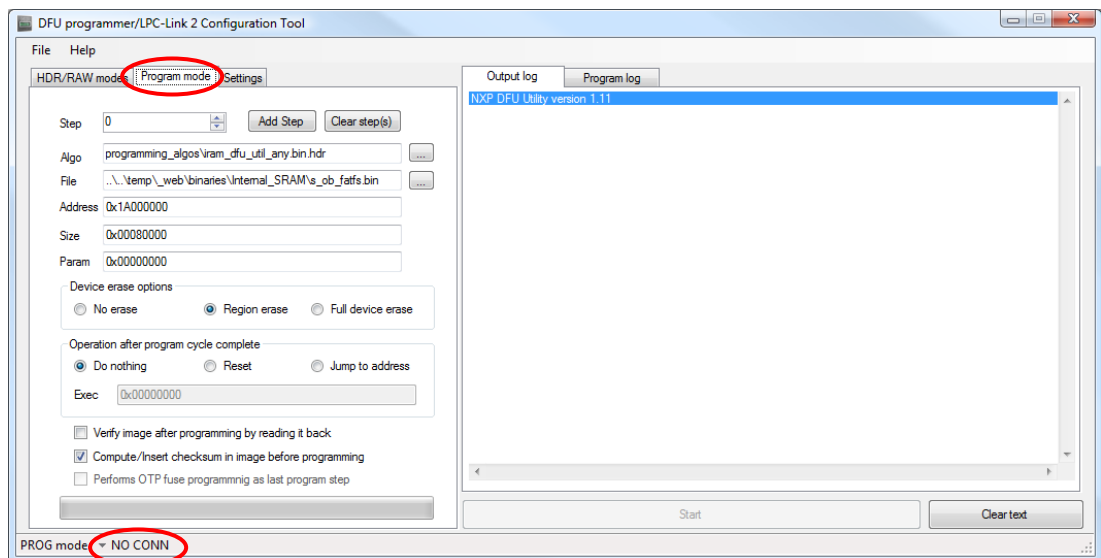 DFU programmer/LPC-Link 2 Configuration Tool
File Help
HDR/RAW modes Program mode Settings
Step 0 Add Step Clear step(s)
Algo programming_algos\iram_dfu_util_any.bin.hdr ...
File ..\..\temp\_web\binaries\Internal_SRAM\s_ob_fatfs.bin ...
Address 0x1A000000
Size 0x00080000
Param 0x00000000
Device erase options
No erase Region erase Full device erase
Operation after program cycle complete
Do nothing Reset Jump to address
Exec 0x00000000
Verify image after programming by reading it back
Compute/Insert checksum in image before programming
Performs OTP fuse programmnig as last program step
Output log Program log
NXP DFU Utility version 1.11
Start Clear text
PROG mode NO CONN